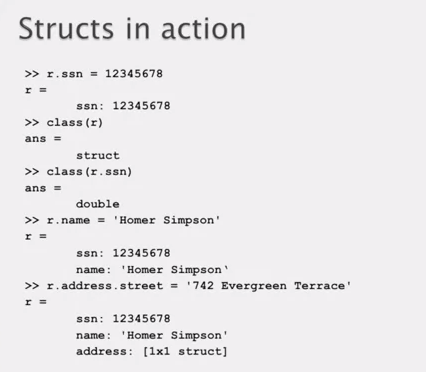 Structs in action
>> r.ssn = 12345678
r =
ssn: 12345678
>> class(r)
ans =
struct
>> class(r.ssn)
ans =
double
>> r.name = 'Homer Simpson'
r =
ssn: 12345678
name: 'Homer Simpson‛
>> r.address.street = '742 Evergreen Terrace'
r =
ssn: 12345678
name: 'Homer Simpson'
address: [1x1 struct]